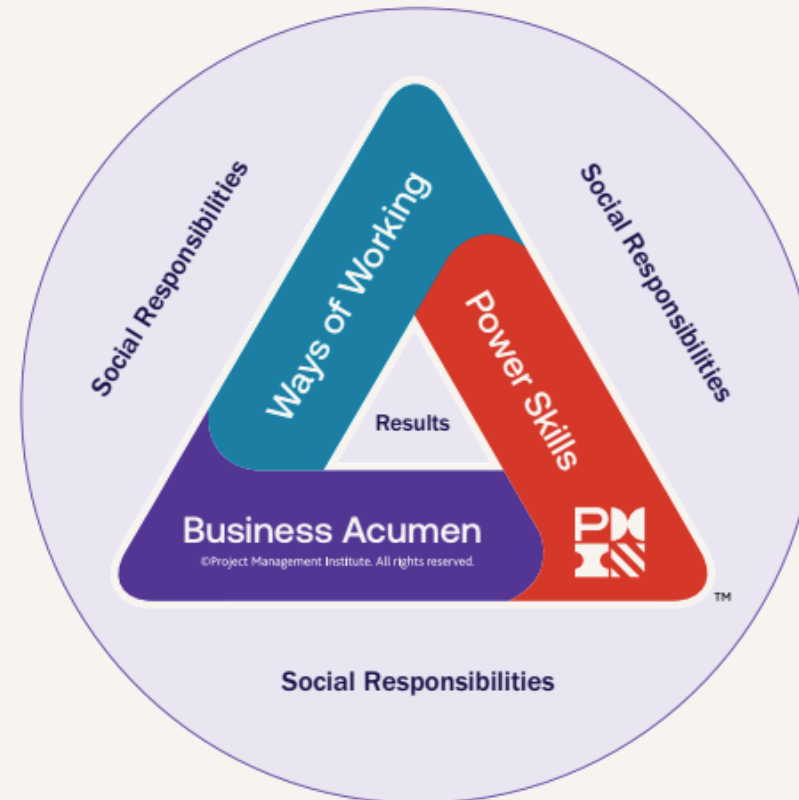 Social Responsibilities
Social Responsibilities
Ways of Working
Power Skills
Results
Business Acumen
©Project Management Institute. All rights reserved.
PM
TM
Social Responsibilities